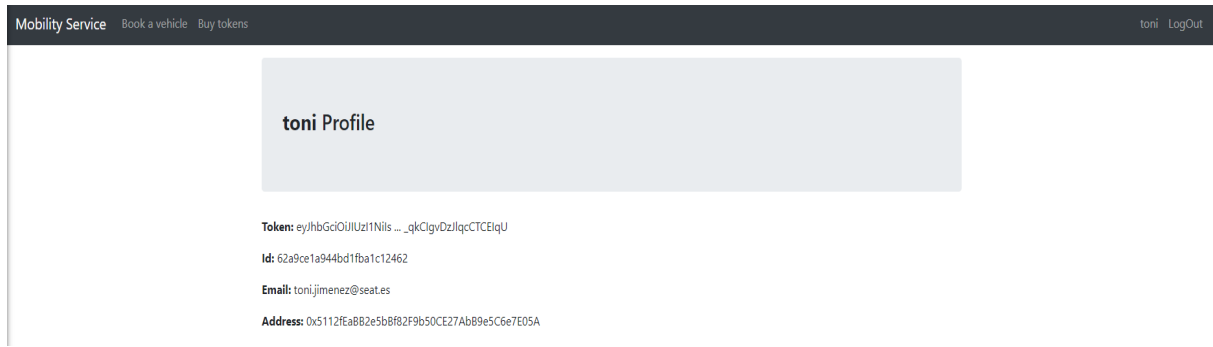 Mobility Service Book a vehicle Buy tokens toni LogOut
toni Profile
Token: eyJhbGciOiJIUzI1NiIs ... _qkCIgvDzJlqcCTCEIqU
Id: 62a9ce1a944bd1fba1c12462
Email: toni.jimenez@seat.es
Address: 0x5112fEaBB2e5bBf82F9b50CE27AbB9e5C6e7E05A